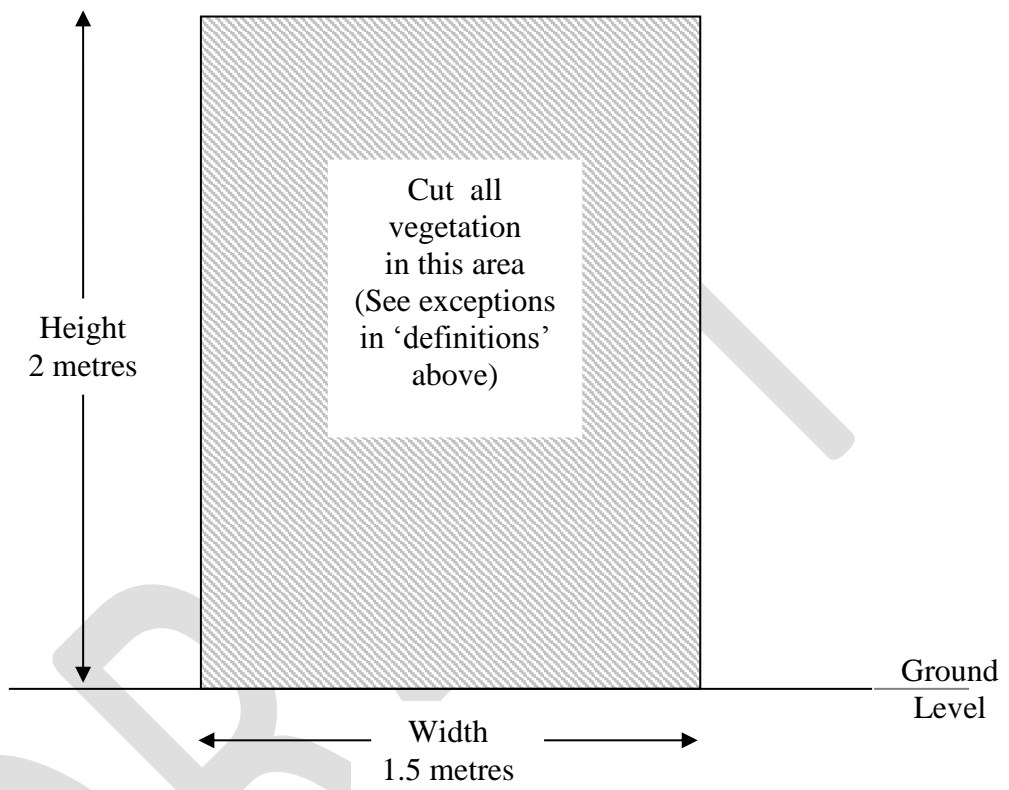 Cut all
vegetation
in this area
(See exceptions
in ‘definitions’
above)
Height
2 metres
Ground
Level
Width
1.5 metres